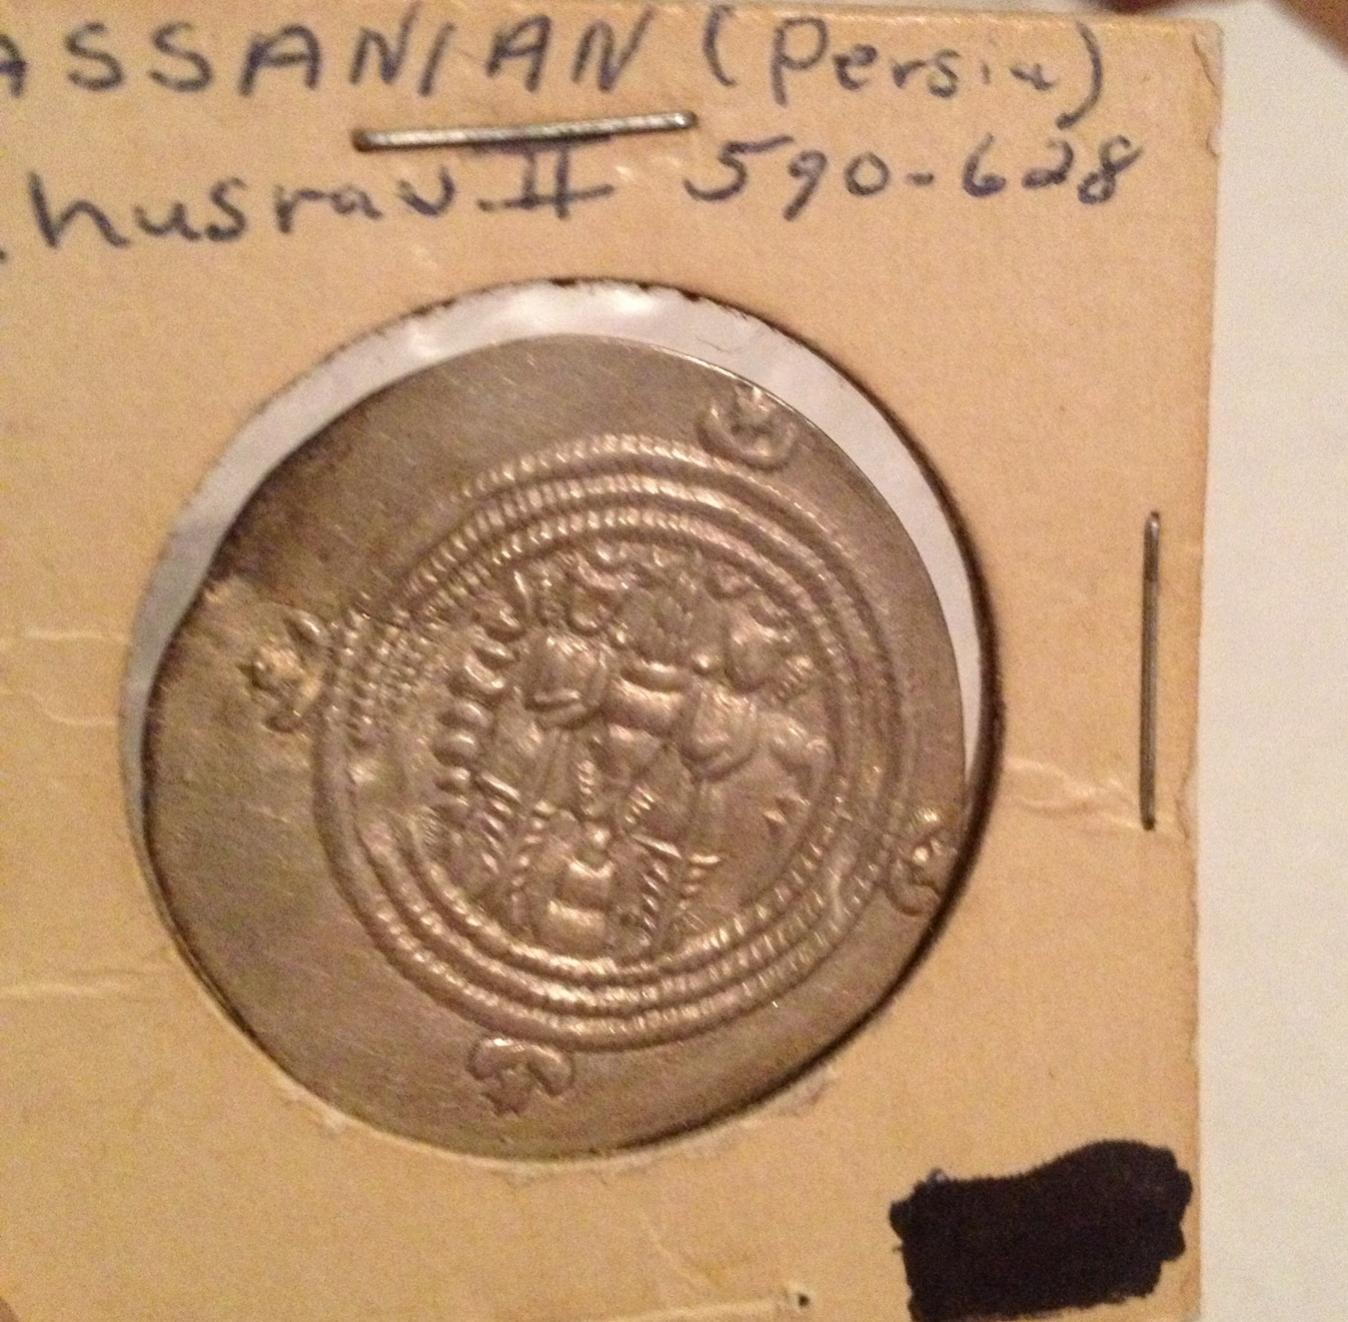 ASSANIAN (Persia)
husrav II 590-628